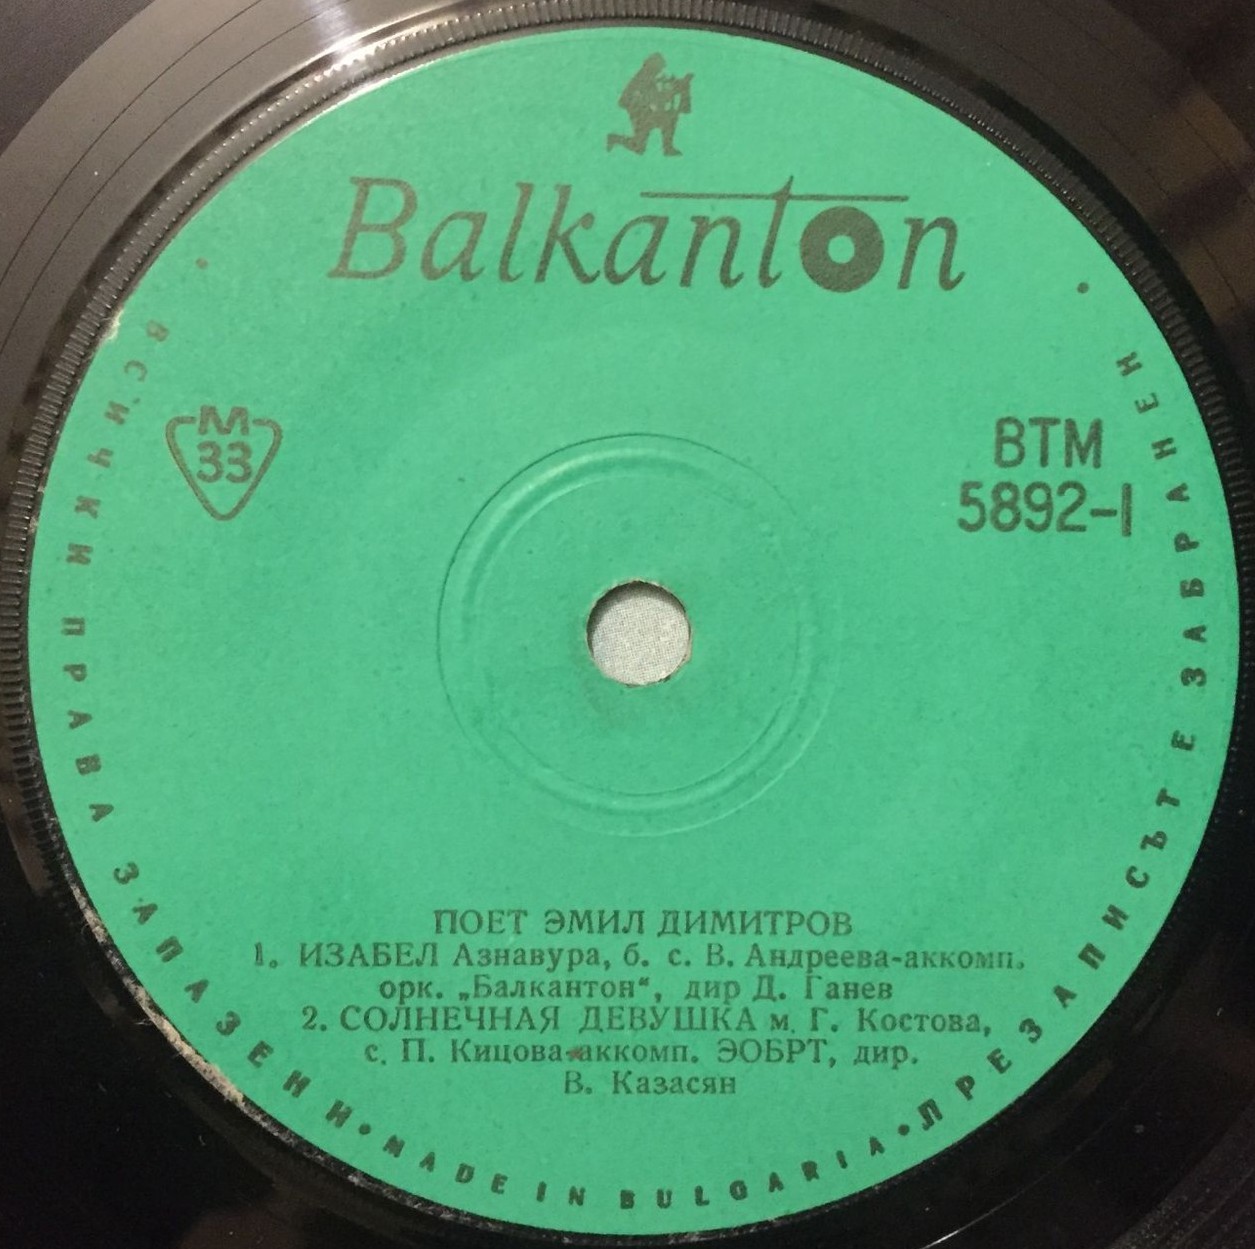 Balkanton
M
33
ВТМ
5892-I
ПОЕТ ЭМИЛ ДИМИТРОВ
1. ИЗАБЕЛ Азнавура, б. с. В. Андреева-аккомп.
орк. „Балкантон“, дир Д. Ганев
2. СОЛНЕЧНАЯ ДЕВУШКА м. Г. Костова,
с. П. Кицова-аккомп. ЭОБРТ, дир.
В. Казасян
• ВСИЧКИ ПРАВА ЗАПАЗЕНИ • MADE IN BULGARIA • ПРЕЗАПИСЪТ Е ЗАБРАНЕН •